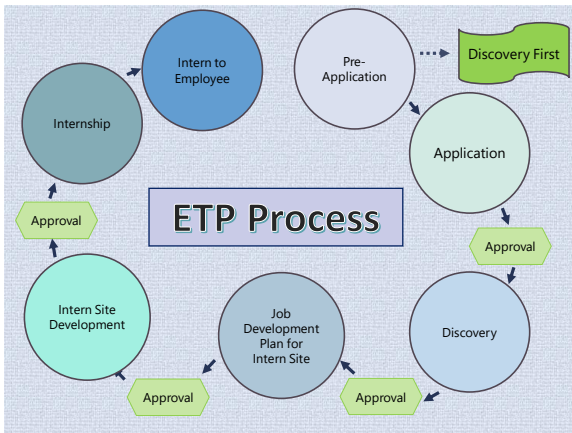 Pre-
Application
Discovery First
Application
Approval
Discovery
Approval
Job
Development
Plan for
Intern Site
Approval
Intern Site
Development
Approval
Internship
Intern to
Employee
ETP Process